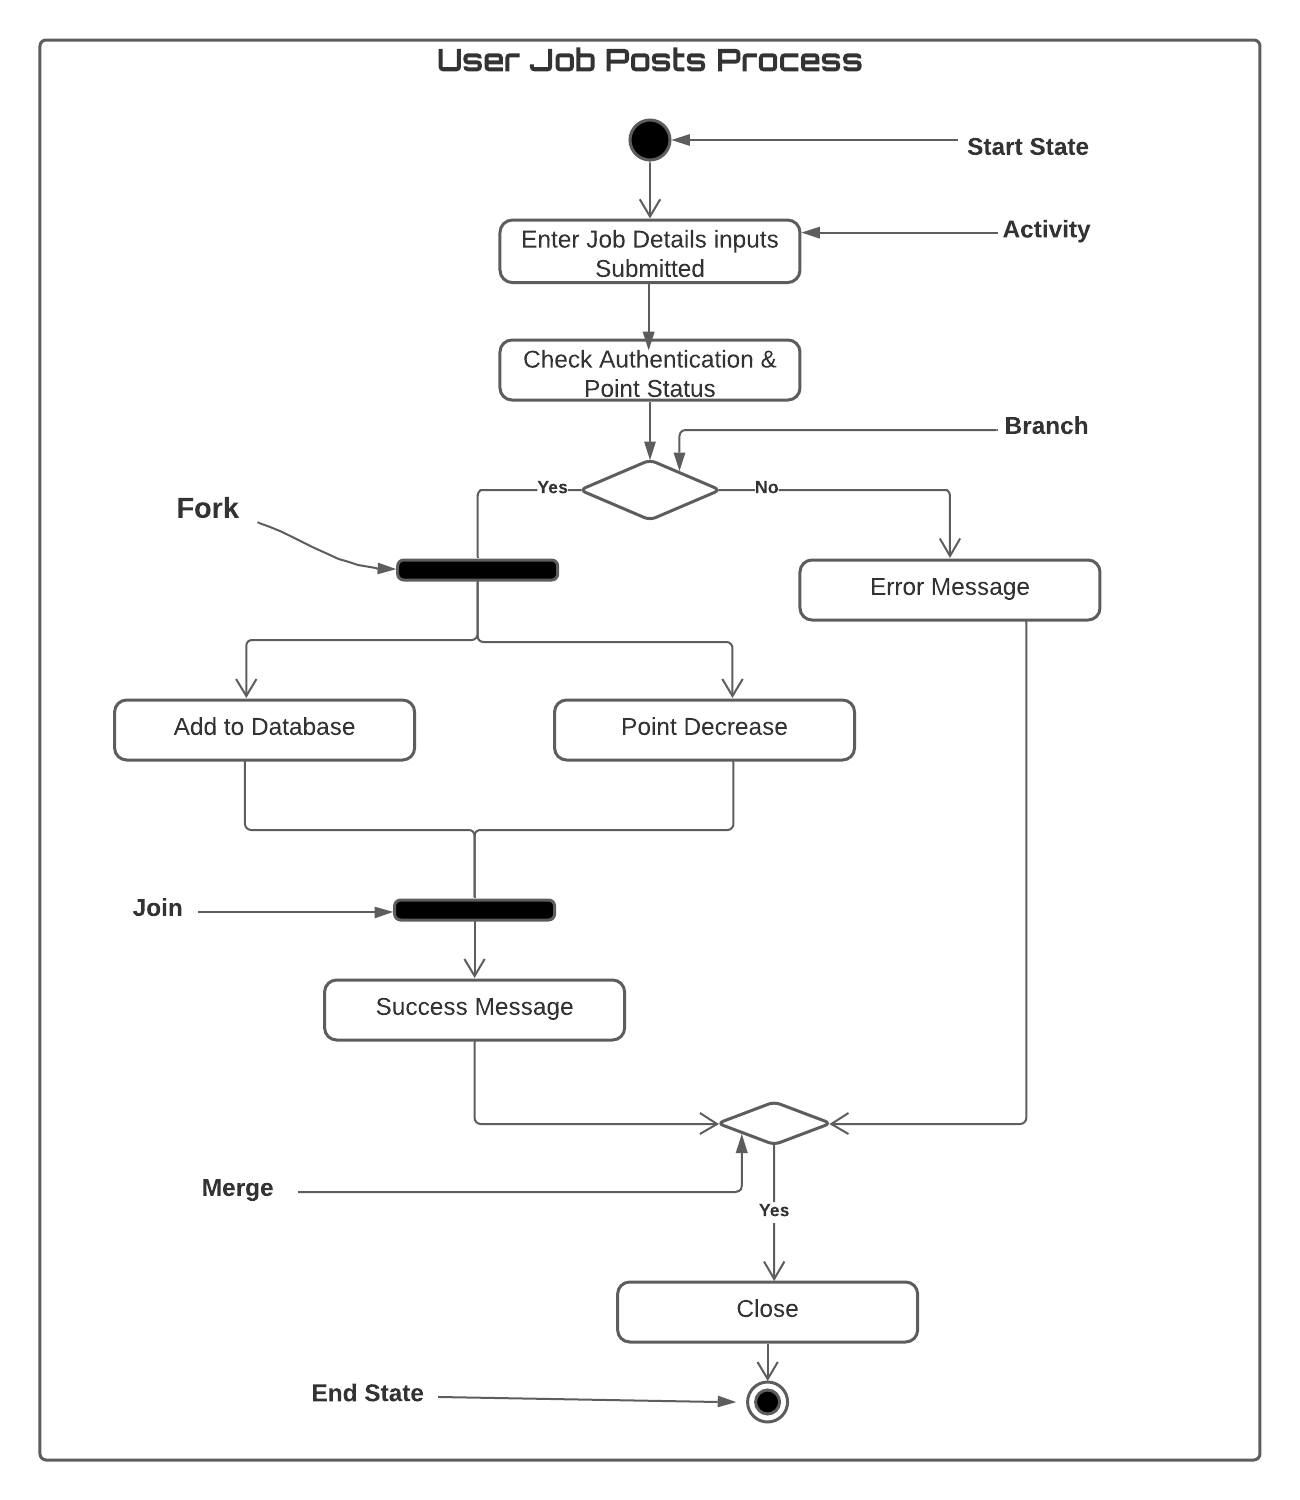 User Job Posts Process
Start State
Enter Job Details inputs
Submitted
Activity
Check Authentication &
Point Status
Branch
Yes
No
Fork
Error Message
Add to Database
Point Decrease
Join
Success Message
Merge
Yes
Close
End State